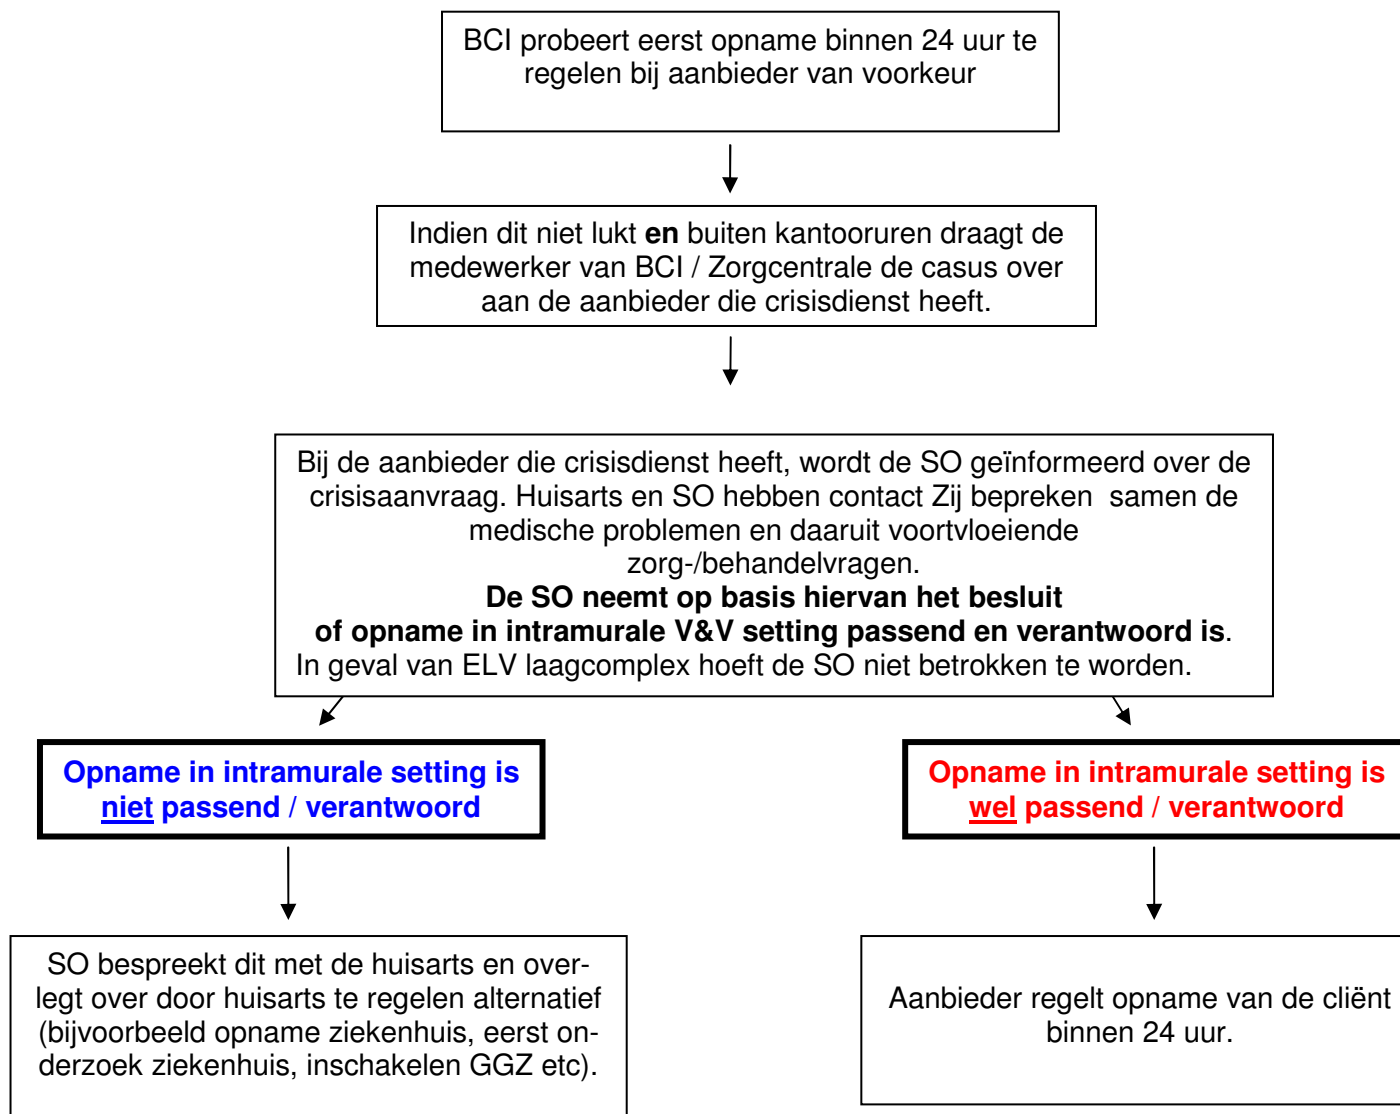 BCI probeert eerst opname binnen 24 uur te
regelen bij aanbieder van voorkeur
Indien dit niet lukt en buiten kantooruren draagt de
medewerker van BCI / Zorgcentrale de casus over
aan de aanbieder die crisisdienst heeft.
Bij de aanbieder die crisisdienst heeft, wordt de SO geïnformeerd over de
crisisaanvraag. Huisarts en SO hebben contact Zij bepreken samen de
medische problemen en daaruit voortvloeiende
zorg-/behandelvragen.
De SO neemt op basis hiervan het besluit
of opname in intramurale V&V setting passend en verantwoord is.
In geval van ELV laagcomplex hoeft de SO niet betrokken te worden.
Opname in intramurale setting is
niet passend / verantwoord
Opname in intramurale setting is
wel passend / verantwoord
SO bespreekt dit met de huisarts en over-
legt over door huisarts te regelen alternatief
(bijvoorbeeld opname ziekenhuis, eerst on-
derzoek ziekenhuis, inschakelen GGZ etc).
Aanbieder regelt opname van de cliënt
binnen 24 uur.